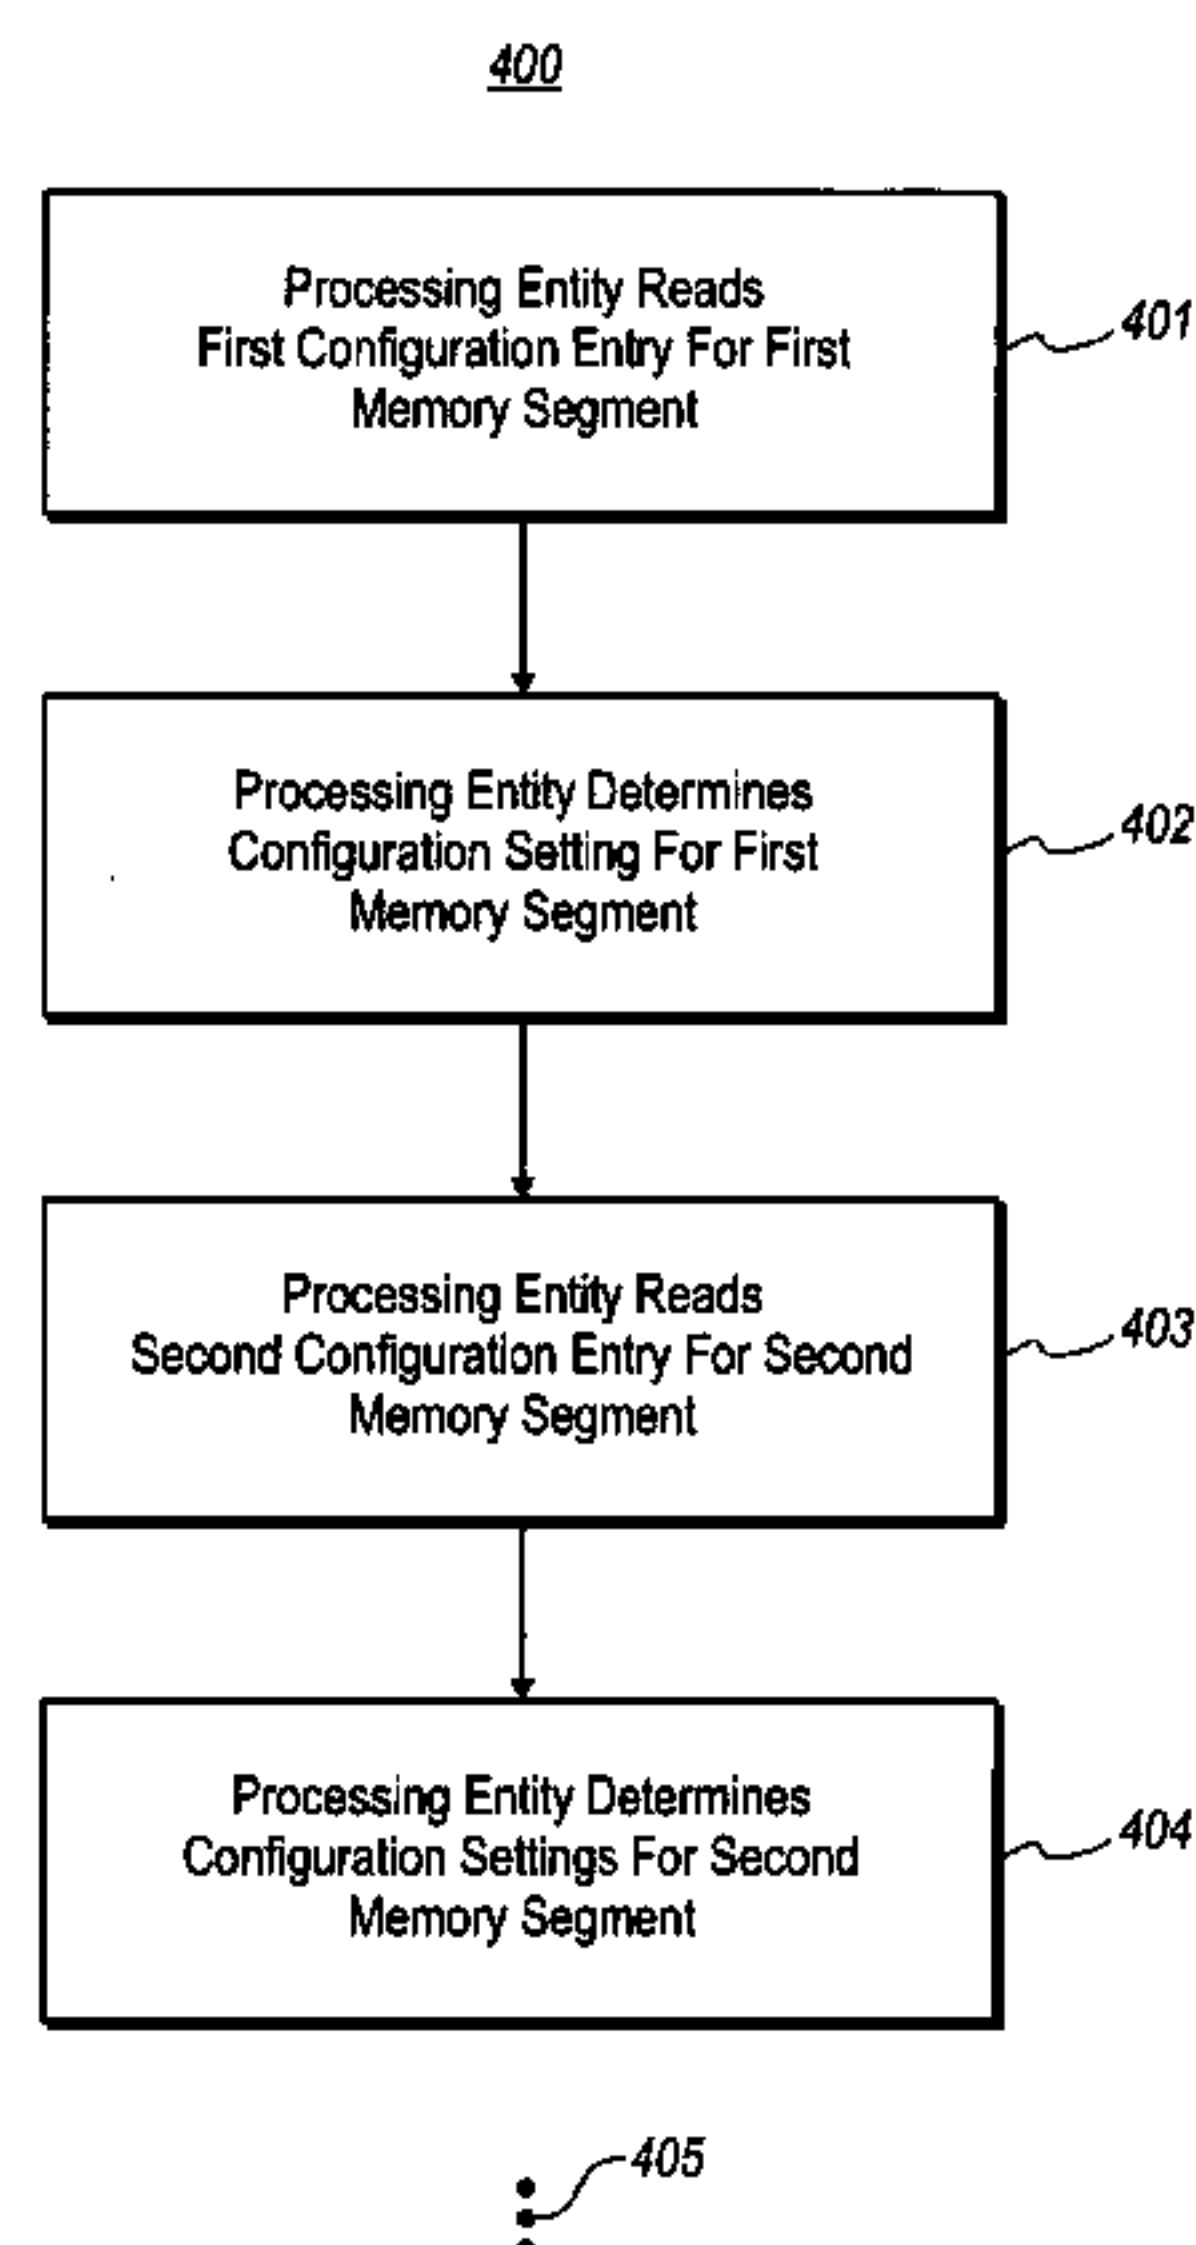 400
Processing Entity Reads
First Configuration Entry For First
Memory Segment
401
Processing Entity Determines
Configuration Setting For First
Memory Segment
402
Processing Entity Reads
Second Configuration Entry For Second
Memory Segment
403
Processing Entity Determines
Configuration Settings For Second
Memory Segment
404
405